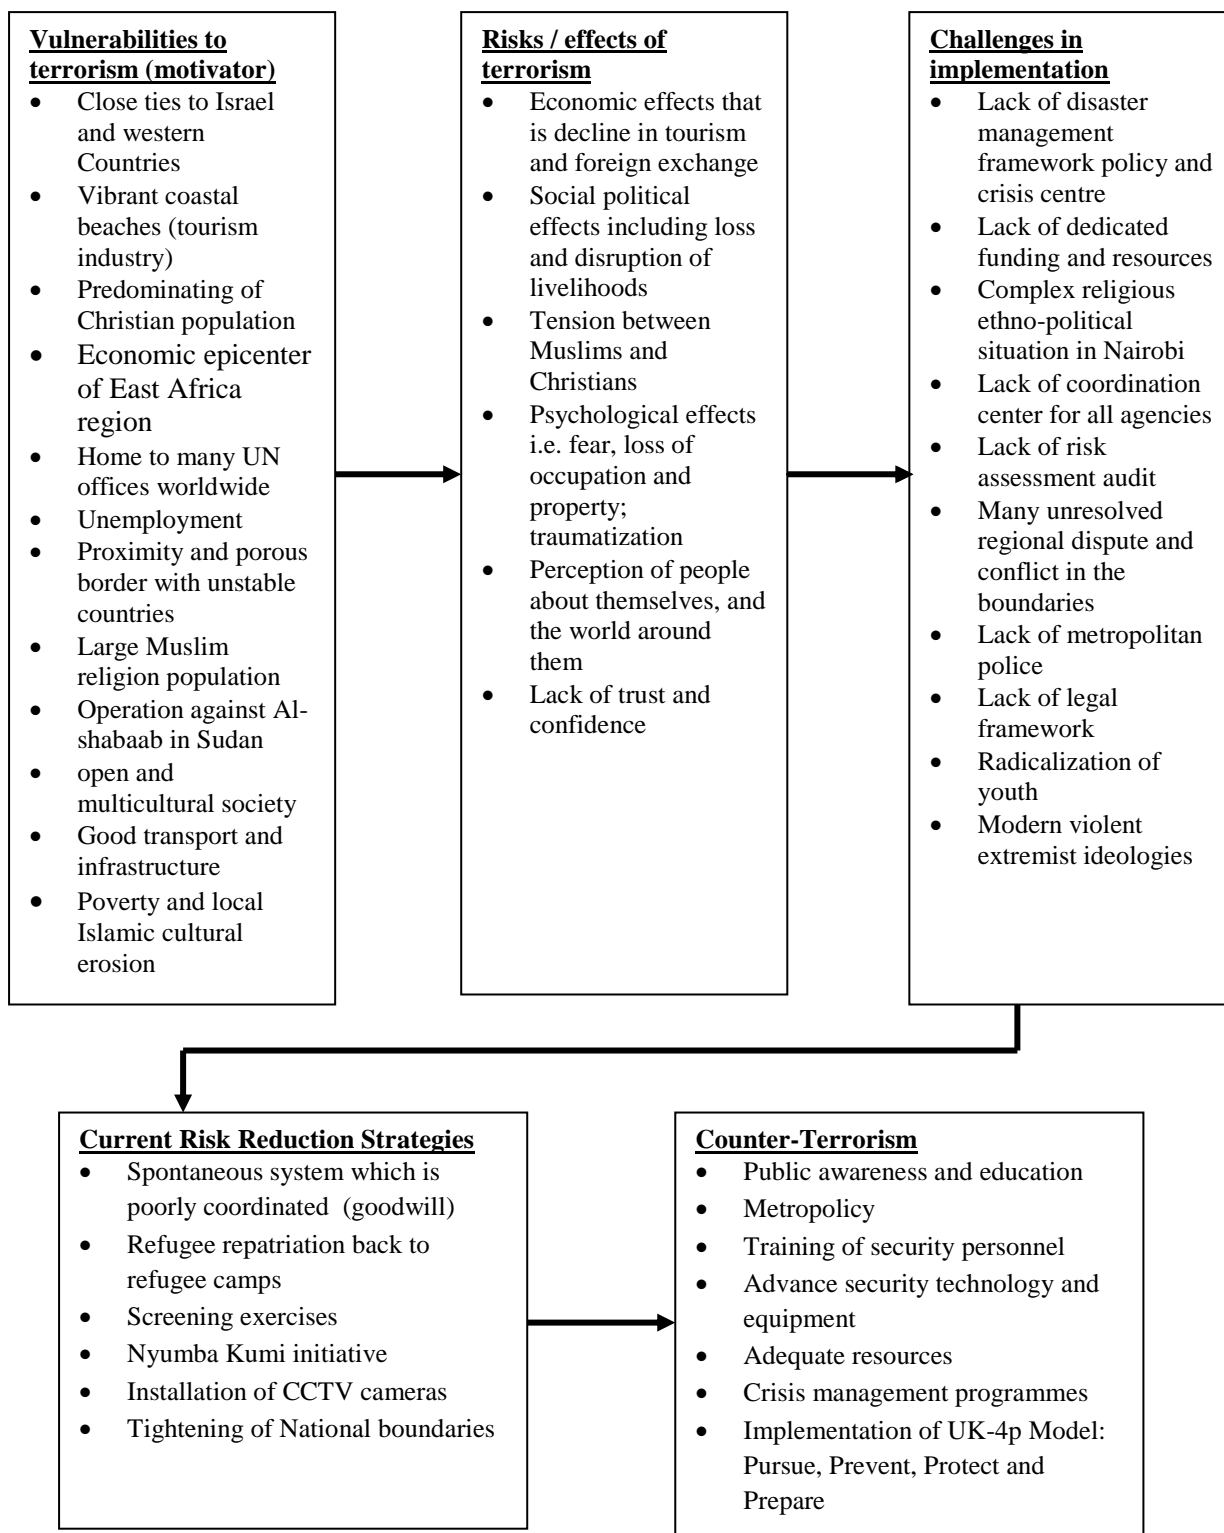 Vulnerabilities to
terrorism (motivator)
• Close ties to Israel
and western
Countries
• Vibrant coastal
beaches (tourism
industry)
• Predominating of
Christian population
• Economic epicenter
of East Africa
region
• Home to many UN
offices worldwide
• Unemployment
• Proximity and porous
border with unstable
countries
• Large Muslim
religion population
• Operation against Al-
shabaab in Sudan
• open and
multicultural society
• Good transport and
infrastructure
• Poverty and local
Islamic cultural
erosion
Risks / effects of
terrorism
• Economic effects that
is decline in tourism
and foreign exchange
• Social political
effects including loss
and disruption of
livelihoods
• Tension between
Muslims and
Christians
• Psychological effects
i.e. fear, loss of
occupation and
property;
traumatization
• Perception of people
about themselves, and
the world around
them
• Lack of trust and
confidence
Challenges in
implementation
• Lack of disaster
management
framework policy and
crisis centre
• Lack of dedicated
funding and resources
• Complex religious
ethno-political
situation in Nairobi
• Lack of coordination
center for all agencies
• Lack of risk
assessment audit
• Many unresolved
regional dispute and
conflict in the
boundaries
• Lack of metropolitan
police
• Lack of legal
framework
• Radicalization of
youth
• Modern violent
extremist ideologies
Current Risk Reduction Strategies
• Spontaneous system which is
poorly coordinated (goodwill)
• Refugee repatriation back to
refugee camps
• Screening exercises
• Nyumba Kumi initiative
• Installation of CCTV cameras
• Tightening of National boundaries
Counter-Terrorism
• Public awareness and education
• Metropolicy
• Training of security personnel
• Advance security technology and
equipment
• Adequate resources
• Crisis management programmes
• Implementation of UK-4p Model:
Pursue, Prevent, Protect and
Prepare